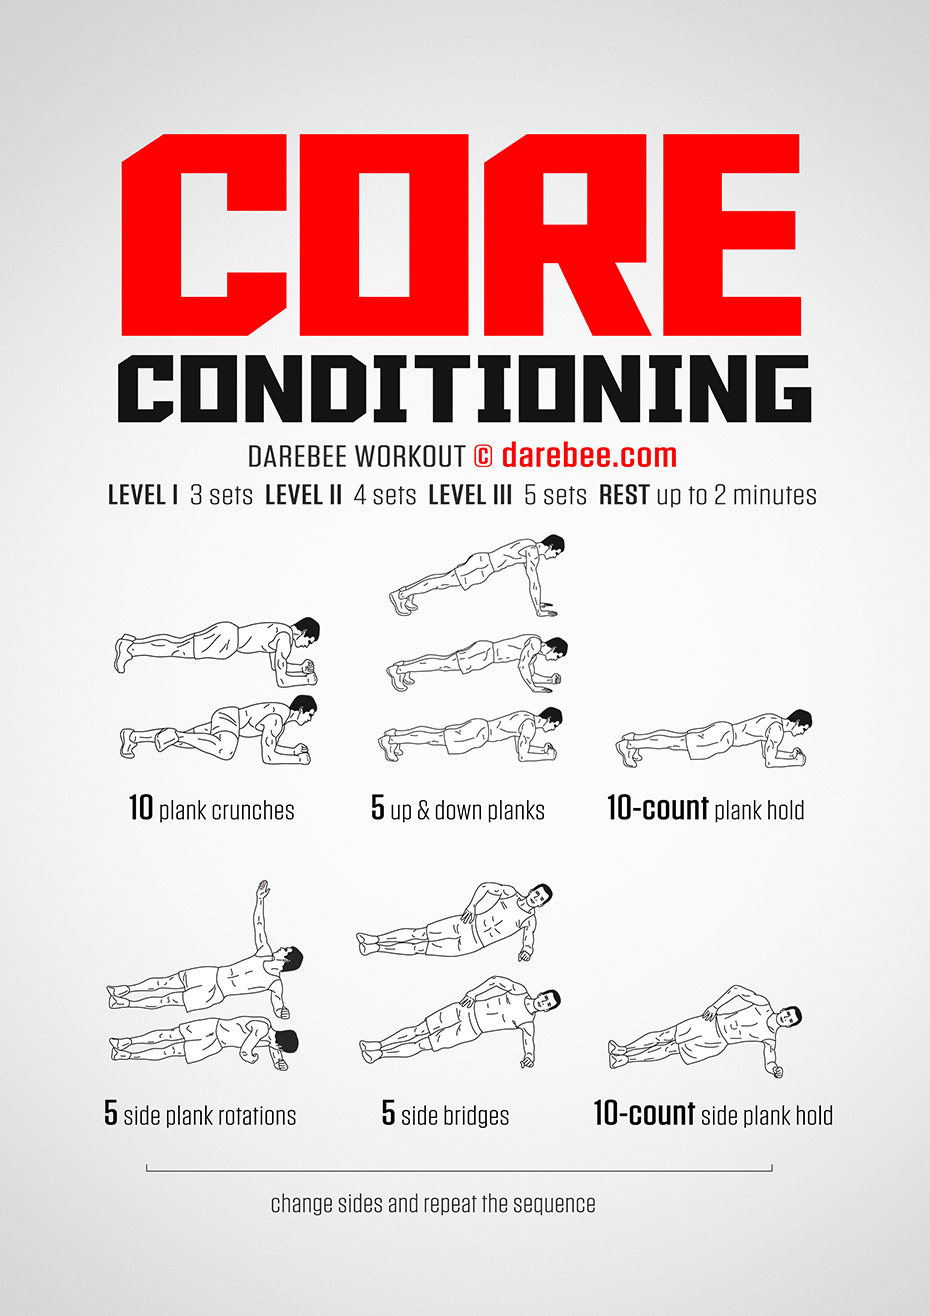 CORE
CONDITIONING
DAREBEE WORKOUT © darebee.com
LEVEL I 3 sets LEVEL II 4 sets LEVEL III 5 sets REST up to 2 minutes
10 plank crunches
5 up & down planks
10-count plank hold
5 side plank rotations
5 side bridges
10-count side plank hold
change sides and repeat the sequence